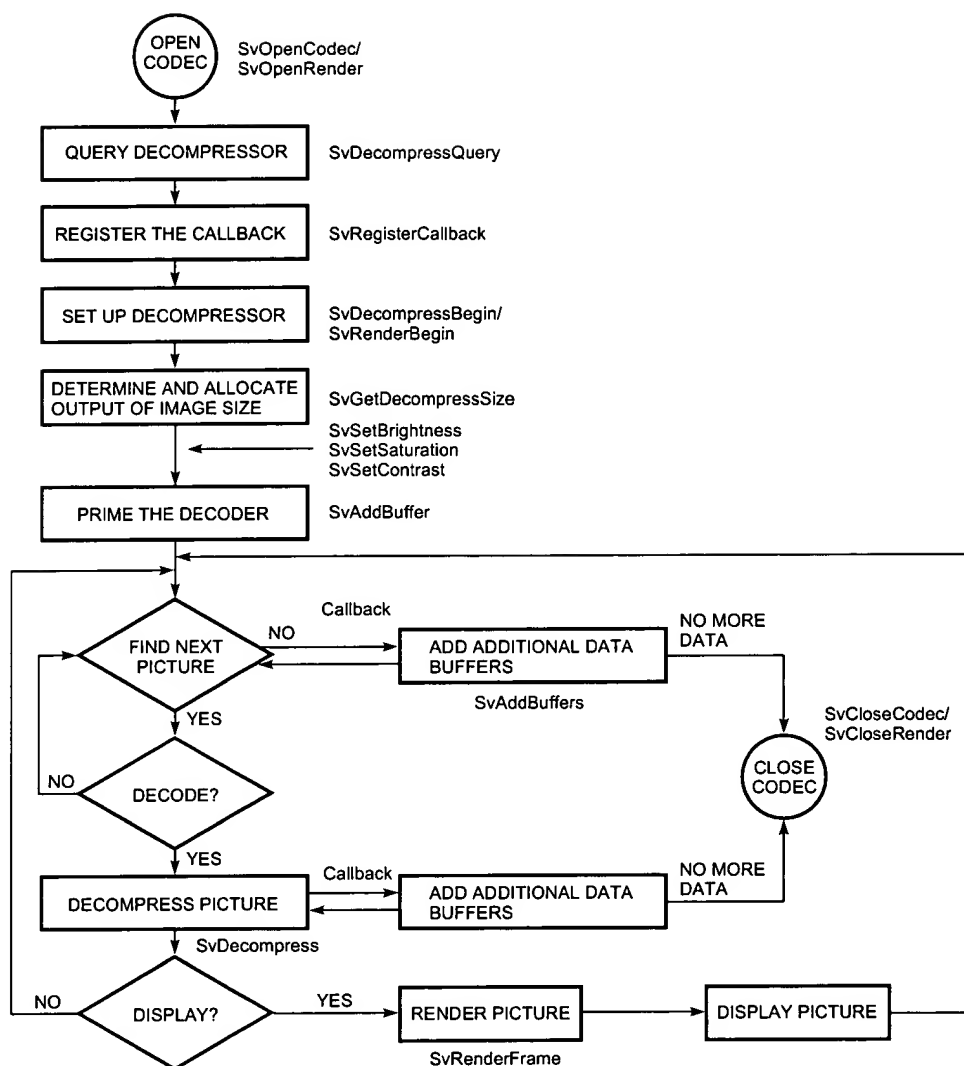 OPEN
CODEC
SvOpenCodec/
SvOpenRender
QUERY DECOMPRESSOR
SvDecompressQuery
REGISTER THE CALLBACK
SvRegisterCallback
SET UP DECOMPRESSOR
SvDecompressBegin/
SvRenderBegin
DETERMINE AND ALLOCATE
OUTPUT OF IMAGE SIZE
SvGetDecompressSize
SvSetBrightness
SvSetSaturation
SvSetContrast
PRIME THE DECODER
SvAddBuffer
FIND NEXT
PICTURE
NO
Callback
ADD ADDITIONAL DATA
BUFFERS
SvAddBuffers
NO MORE
DATA
SvCloseCodec/
SvCloseRender
CLOSE
CODEC
YES
NO
DECODE?
YES
DECOMPRESS PICTURE
SvDecompress
Callback
ADD ADDITIONAL DATA
BUFFERS
NO MORE
DATA
NO
DISPLAY?
YES
RENDER PICTURE
SvRenderFrame
DISPLAY PICTURE